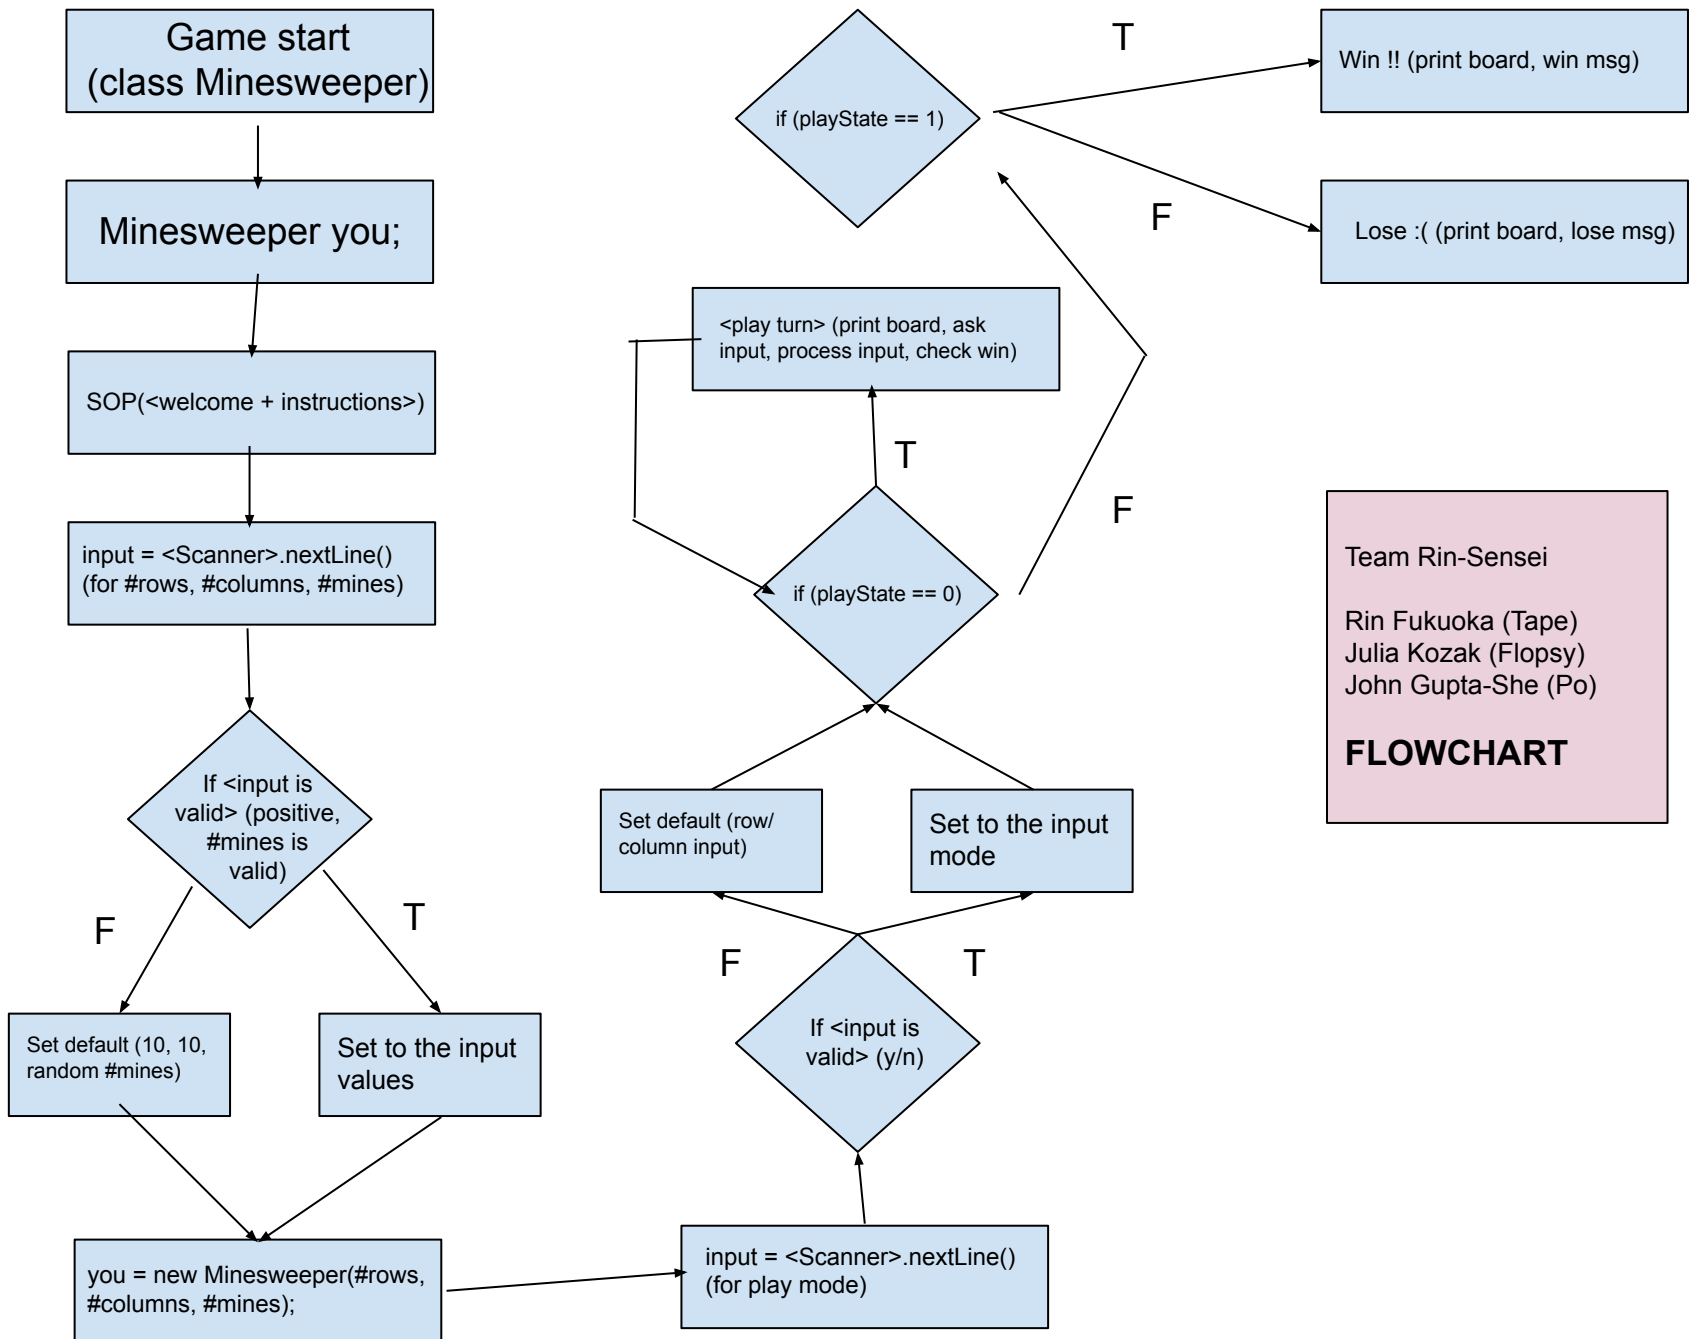 Game start
(class Minesweeper)
Minesweeper you;
SOP(<welcome + instructions>)
input = <Scanner>.nextLine()
(for #rows, #columns, #mines)
If <input is
valid> (positive,
#mines is
valid)
F
T
Set default (10, 10,
random #mines)
Set to the input
values
you = new Minesweeper(#rows,
#columns, #mines);
input = <Scanner>.nextLine()
(for play mode)
If <input is
valid> (y/n)
F
T
Set default (row/
column input)
Set to the input
mode
if (playState == 0)
T
F
<play turn> (print board, ask
input, process input, check win)
if (playState == 1)
T
F
Win !! (print board, win msg)
Lose :( (print board, lose msg)
Team Rin-Sensei
Rin Fukuoka (Tape)
Julia Kozak (Flopsy)
John Gupta-She (Po)
FLOWCHART